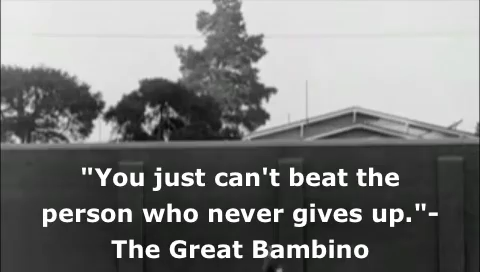 "You just can't beat the
person who never gives up."-
The Great Bambino